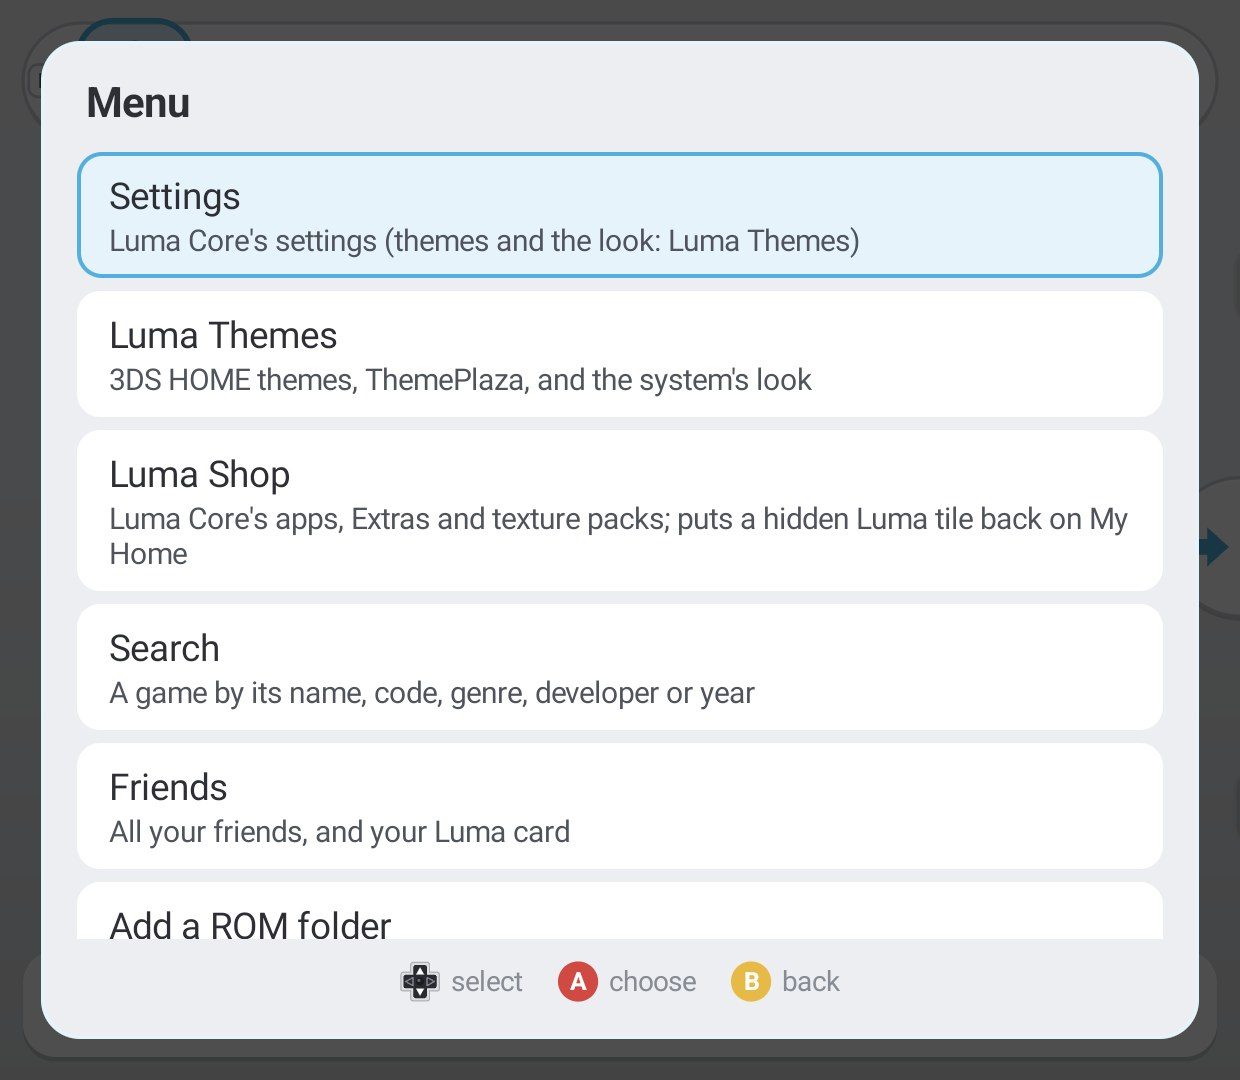 Menu
Settings
Luma Core's settings (themes and the look: Luma Themes)
Luma Themes
3DS HOME themes, ThemePlaza, and the system's look
Luma Shop
Luma Core's apps, Extras and texture packs; puts a hidden Luma tile back on My
Home
Search
A game by its name, code, genre, developer or year
Friends
All your friends, and your Luma card
Add a ROM folder
select A choose B back